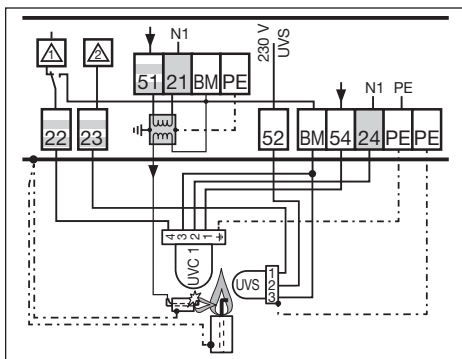 N1
230 V
UVS
1
2
51 21 BM PE
N1 PE
22 23
52 BM 54 24 PE PE
4 3 2 1
UVC 1
UVS
1
2
3